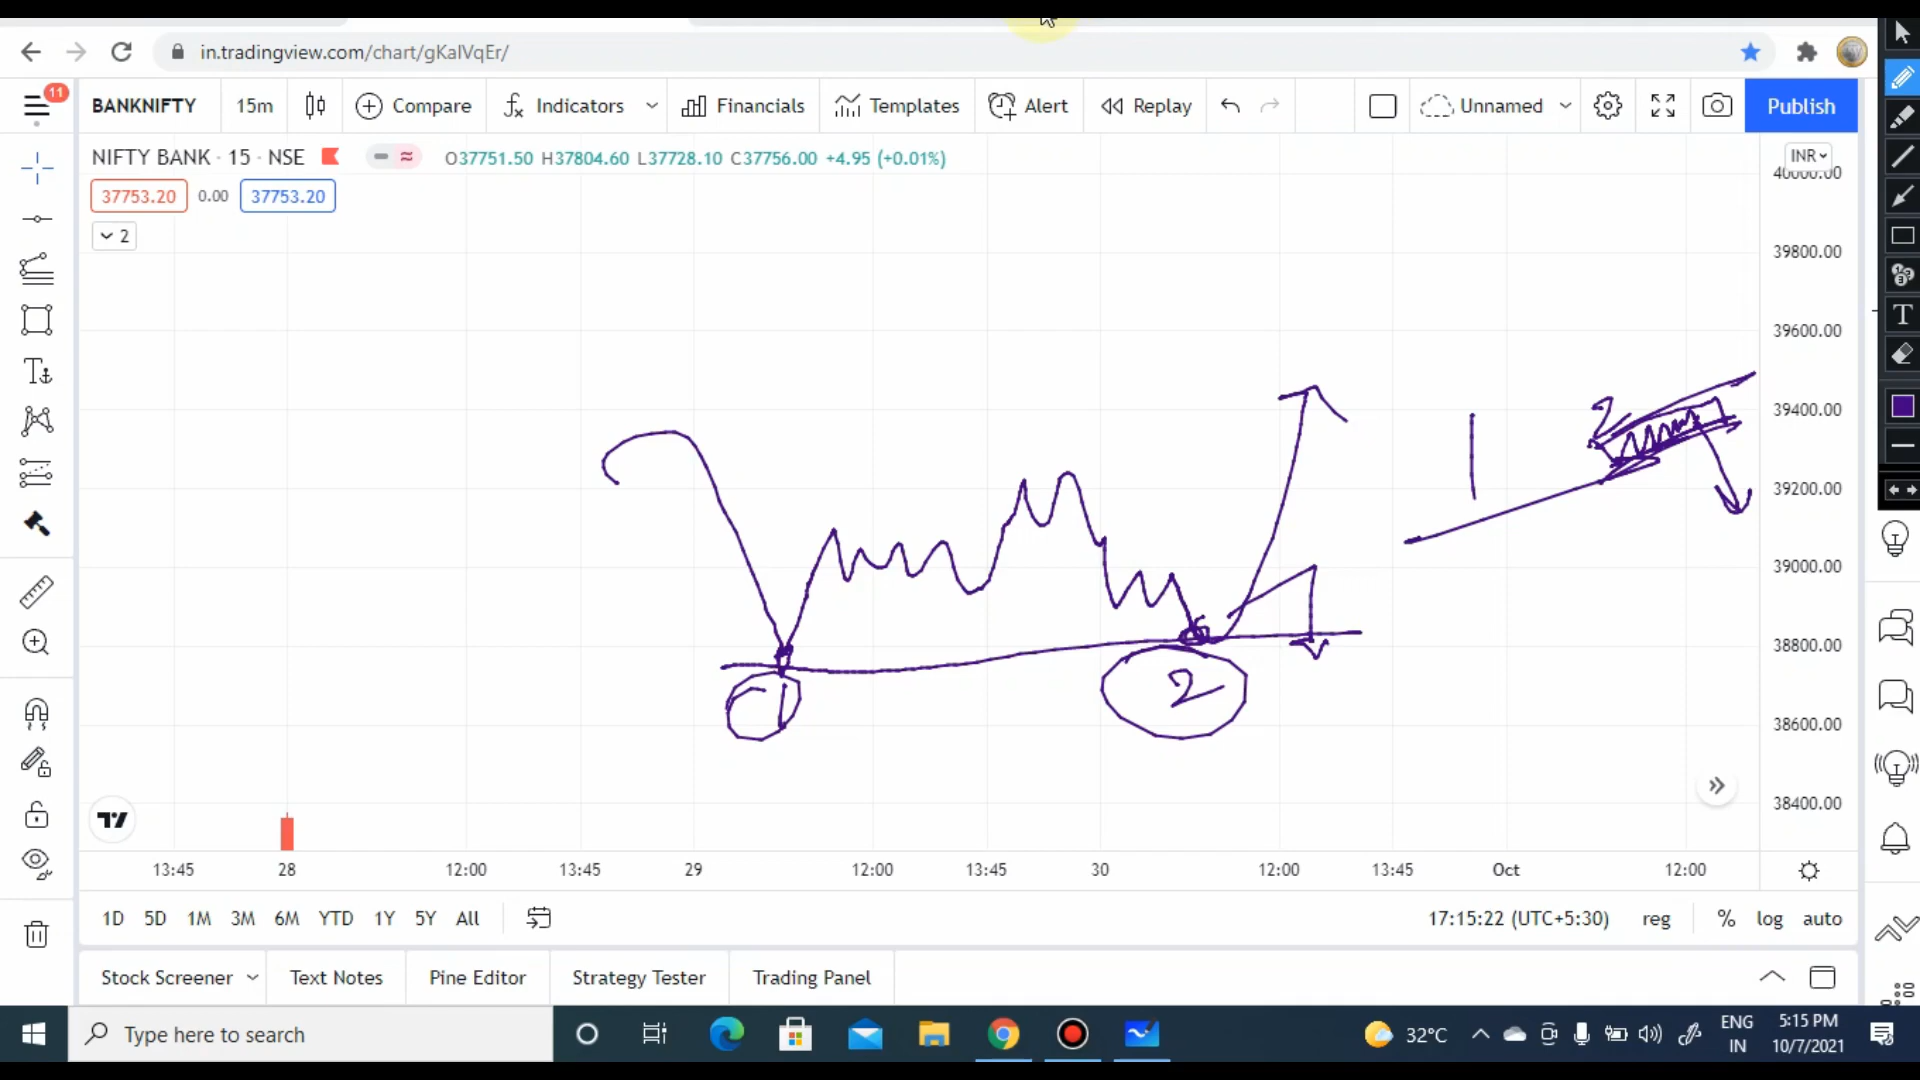 in.tradingview.com/chart/gKalVqEr/
11
BANKNIFTY 15m Compare Indicators Financials Templates Alert Replay Unnamed Publish
NIFTY BANK · 15 · NSE O37751.50 H37804.60 L37728.10 C37756.00 +4.95 (+0.01%)
INR
37753.20 0.00 37753.20
2
40000.00
39800.00
39600.00
39400.00
39200.00
39000.00
38800.00
38600.00
38400.00
1
2
1
2
13:45 28 12:00 13:45 29 12:00 13:45 30 12:00 13:45 Oct 12:00
1D 5D 1M 3M 6M YTD 1Y 5Y All 17:15:22 (UTC+5:30) reg % log auto
Stock Screener Text Notes Pine Editor Strategy Tester Trading Panel
Type here to search 32°C ENG IN 5:15 PM 10/7/2021